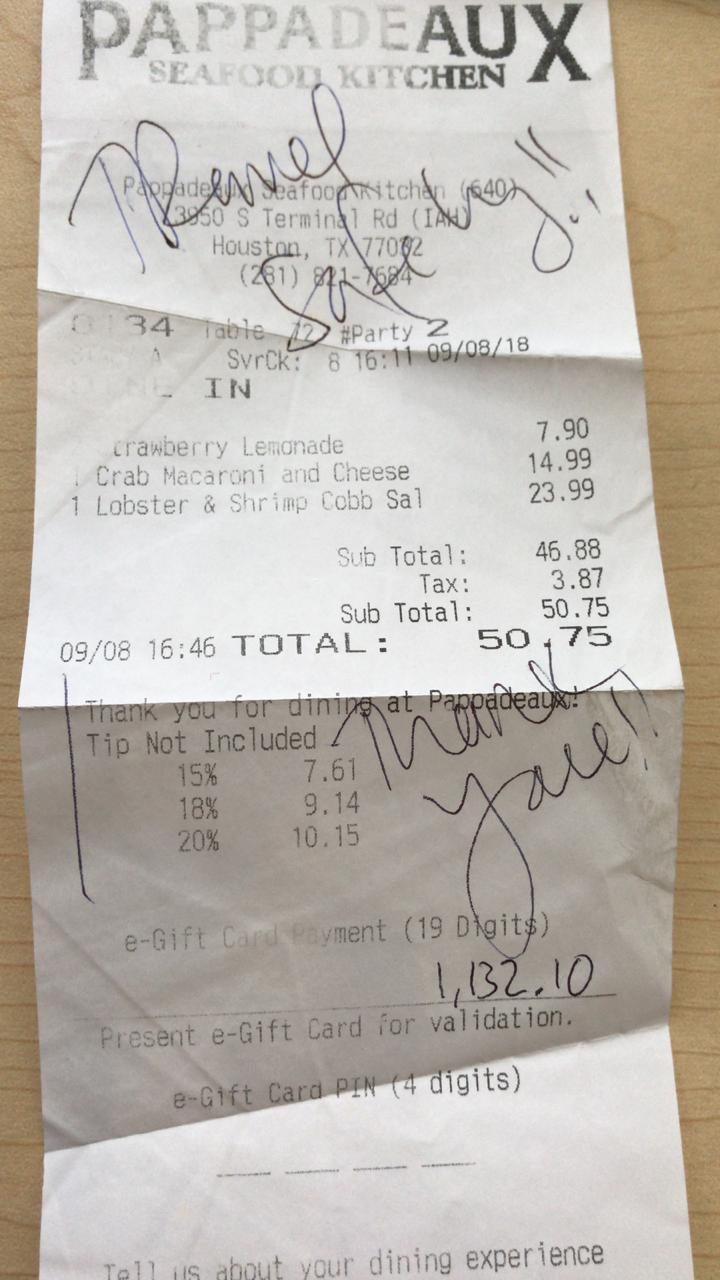 PAPPADEAUX
SEAFOOD KITCHEN
Travel
Safely!!
Pappadeaux Seafood Kitchen (640)
3950 S Terminal Rd (IAH)
Houston, TX 77032
(281) 821-7684
0134 Table 72 #Party 2
SvrCk: 8 16:11 09/08/18
DINE IN
trawberry Lemonade 7.90
1 Crab Macaroni and Cheese 14.99
1 Lobster & Shrimp Cobb Sal 23.99
Sub Total: 46.88
Tax: 3.87
Sub Total: 50.75
09/08 16:46 TOTAL: 50.75
Thank you for dining at Pappadeaux!
Tip Not Included
Thank
You!!
15% 7.61
18% 9.14
20% 10.15
e-Gift Card Payment (19 Digits)
1,132.10
Present e-Gift Card for validation.
e-Gift Card PIN (4 digits)
Tell us about your dining experience